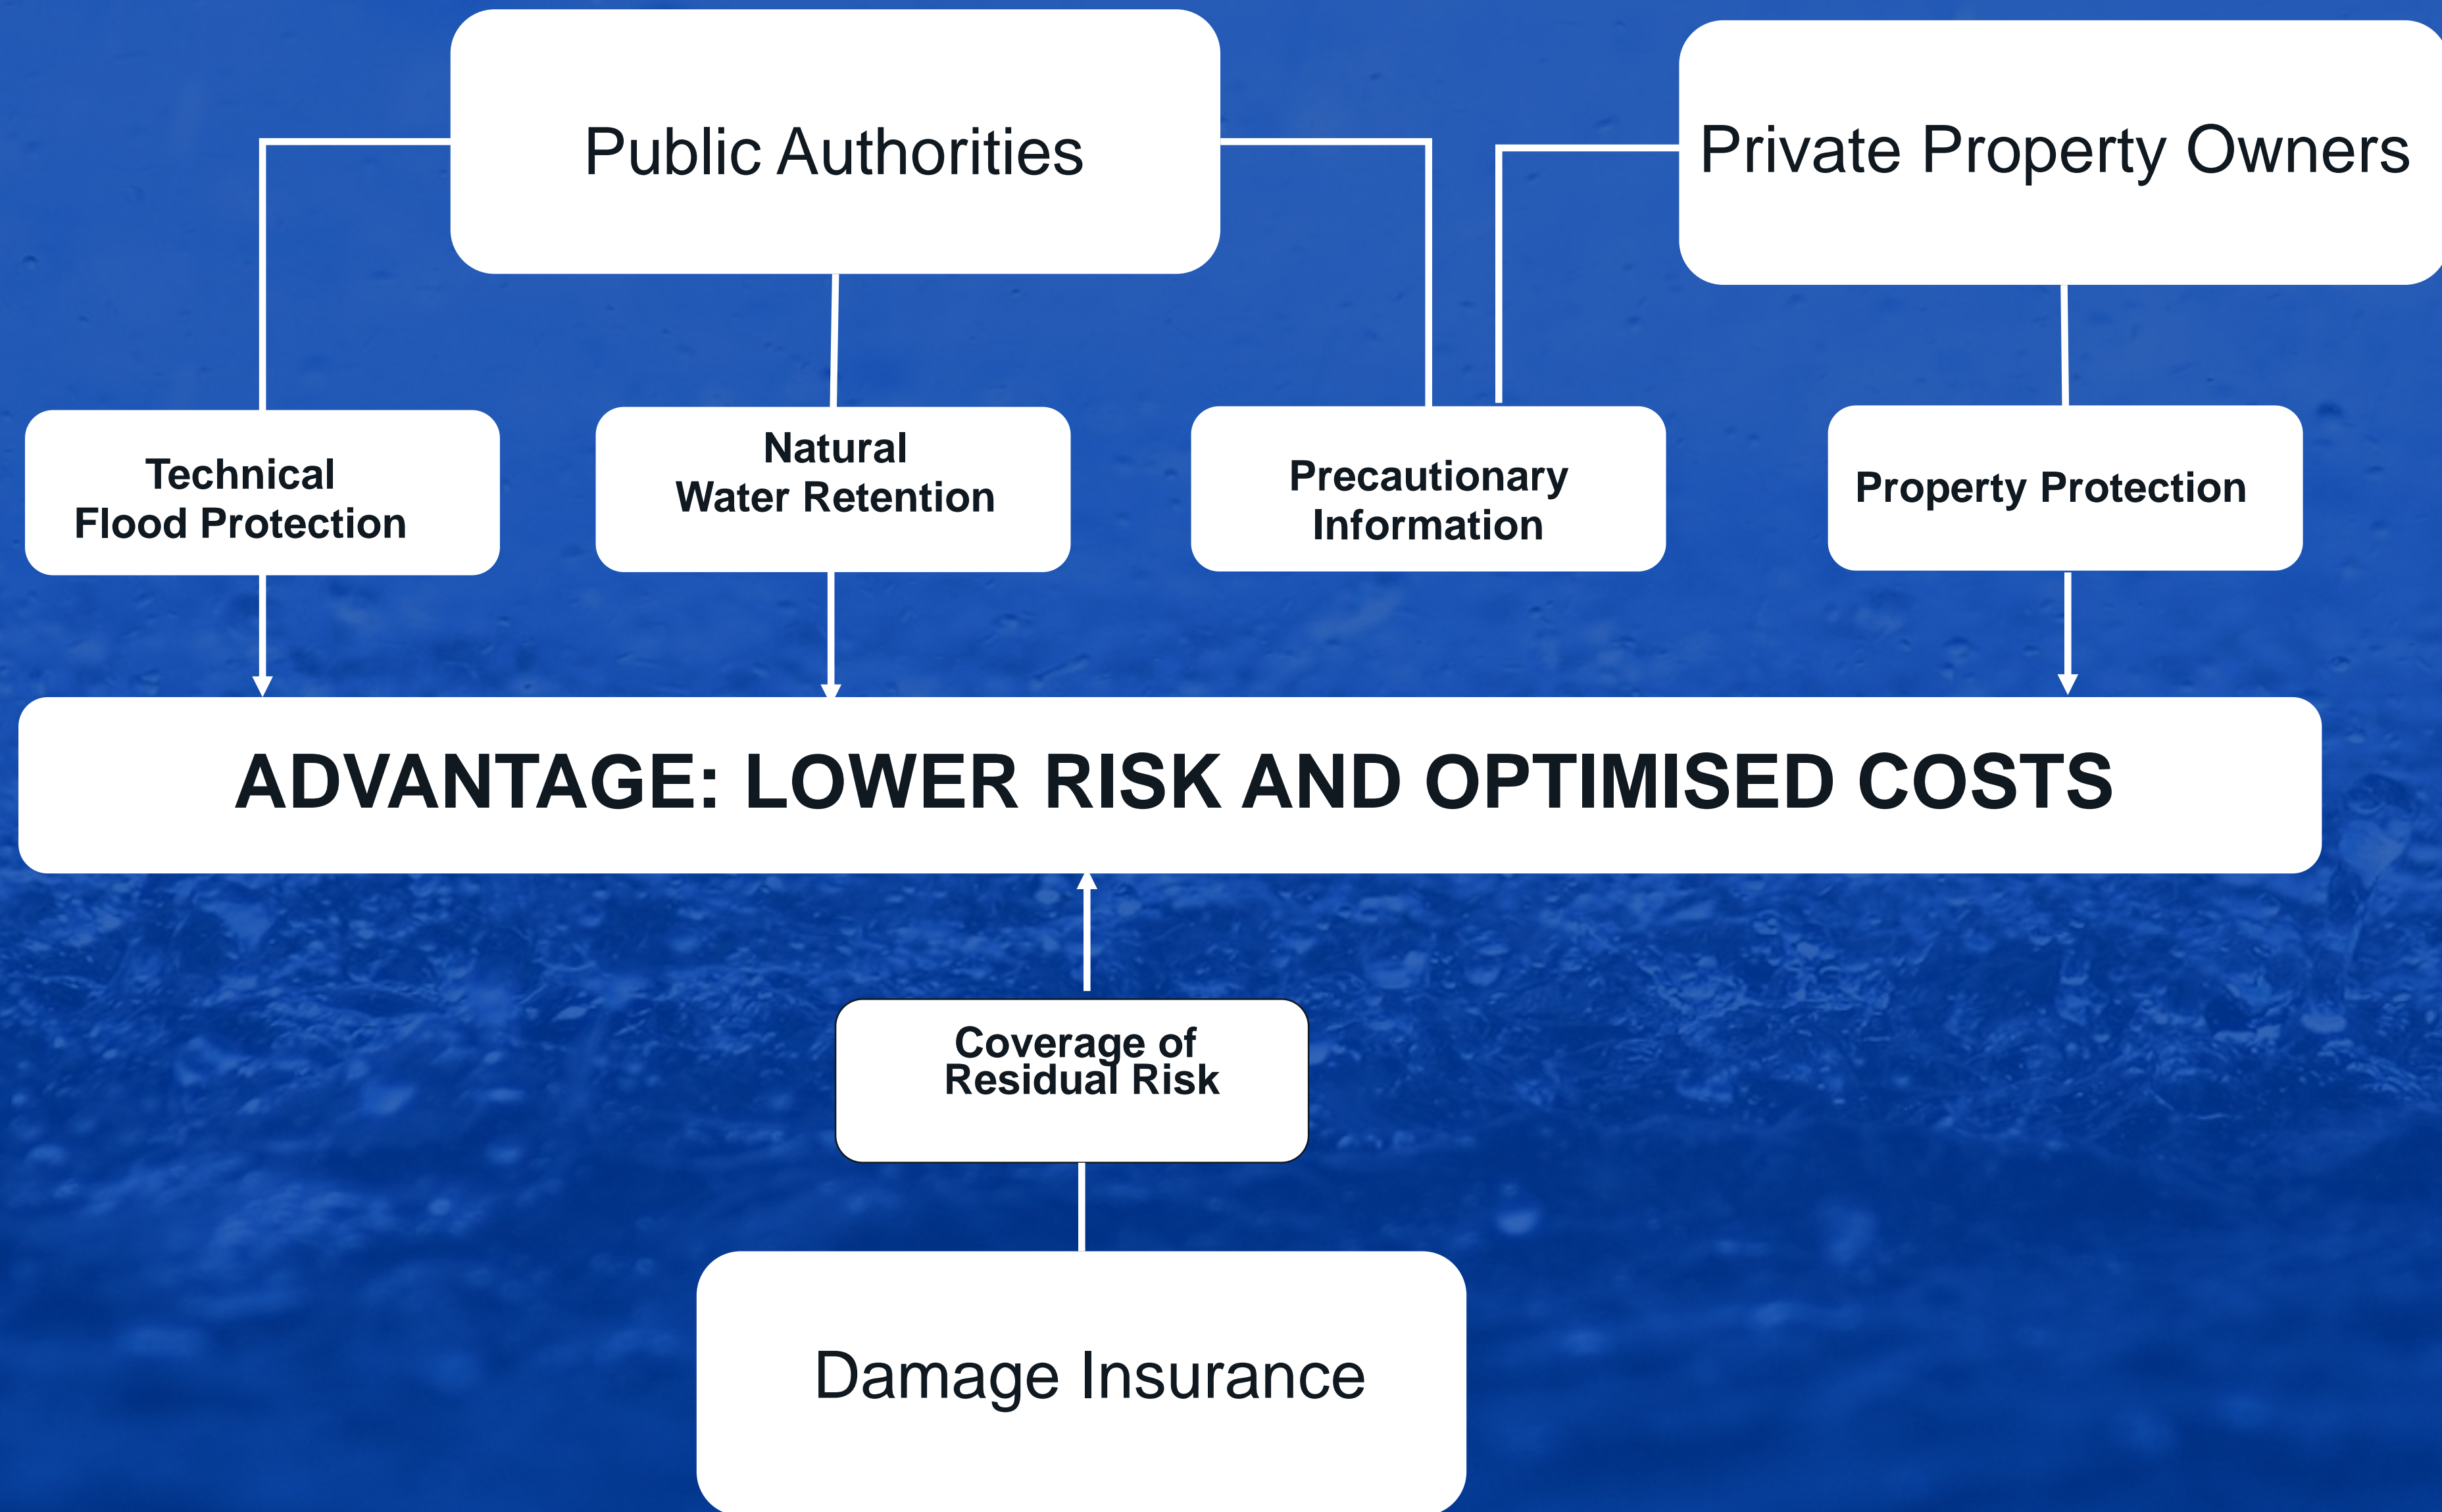 Public Authorities
Private Property Owners
Technical
Flood Protection
Natural
Water Retention
Precautionary
Information
Property Protection
ADVANTAGE: LOWER RISK AND OPTIMISED COSTS
Coverage of
Residual Risk
Damage Insurance